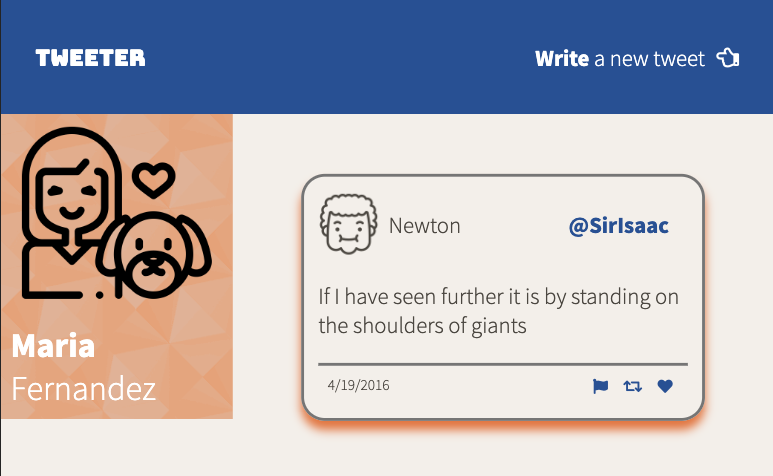 TWEETER
Write a new tweet
Maria
Fernandez
Newton
@SirIsaac
If I have seen further it is by standing on
the shoulders of giants
4/19/2016